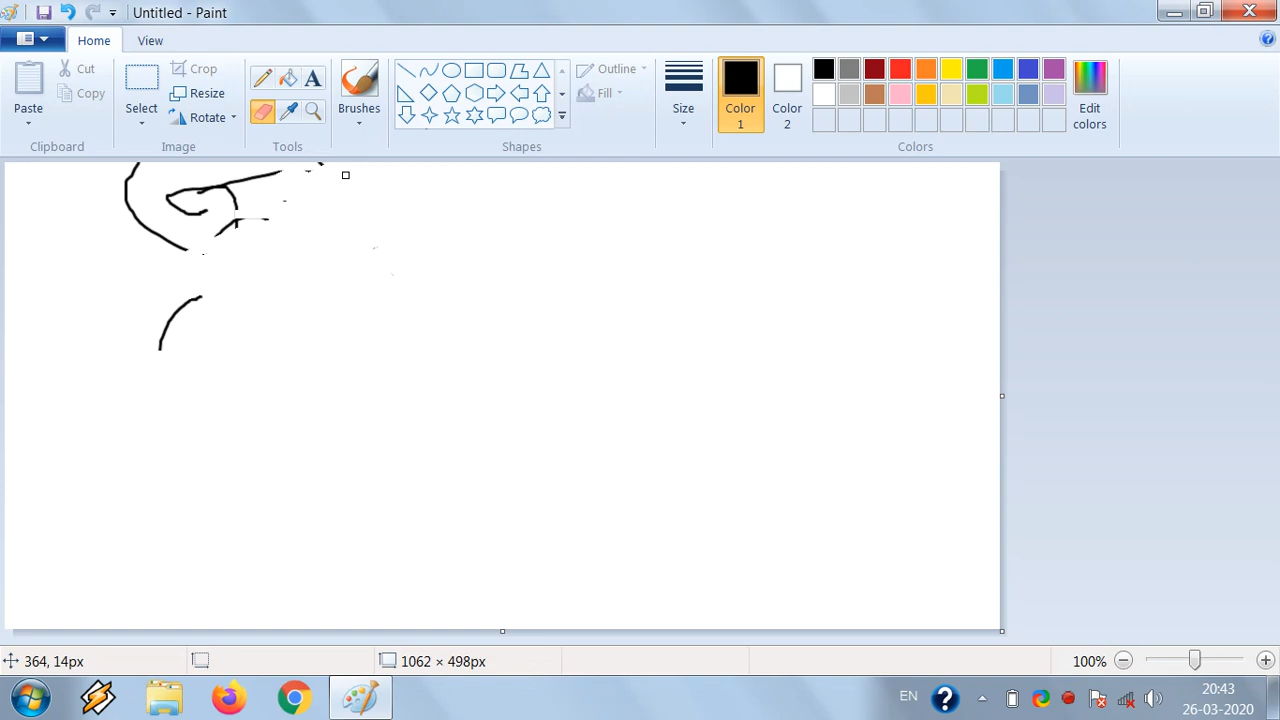 Untitled - Paint
Home View
Paste Cut Copy
Select Crop Resize Rotate
A
Brushes
Outline Fill
Size
Color 1 Color 2
Edit colors
Clipboard Image Tools Shapes Colors
364, 14px 1062 × 498px 100%
EN 20:43
26-03-2020